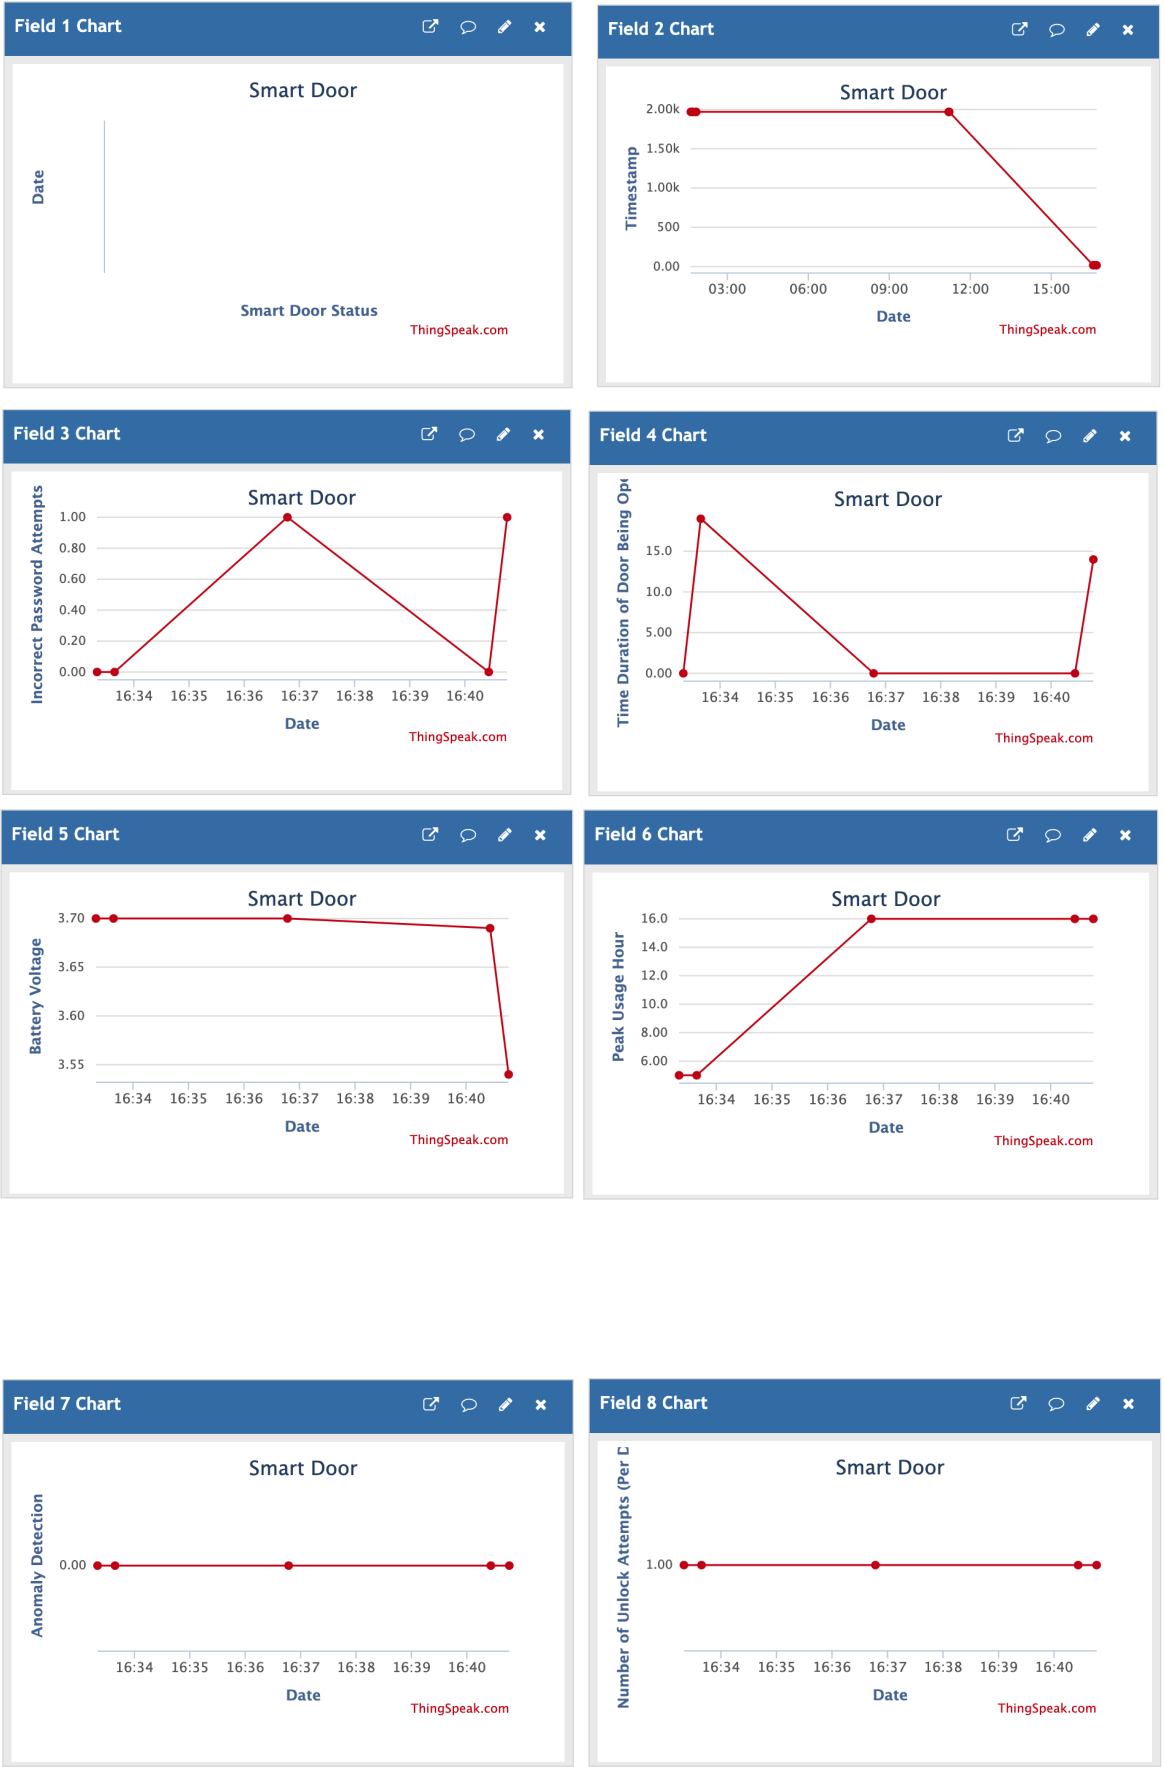 Field 1 Chart
Smart Door
Date
Smart Door Status
ThingSpeak.com
Field 2 Chart
Smart Door
Timestamp
2.00k
1.50k
1.00k
500
0.00
03:00 06:00 09:00 12:00 15:00
Date
ThingSpeak.com
Field 3 Chart
Smart Door
Incorrect Password Attempts
1.00
0.80
0.60
0.40
0.20
0.00
16:34 16:35 16:36 16:37 16:38 16:39 16:40
Date
ThingSpeak.com
Field 4 Chart
Smart Door
Time Duration of Door Being Ope
15.0
10.0
5.00
0.00
16:34 16:35 16:36 16:37 16:38 16:39 16:40
Date
ThingSpeak.com
Field 5 Chart
Smart Door
Battery Voltage
3.70
3.65
3.60
3.55
16:34 16:35 16:36 16:37 16:38 16:39 16:40
Date
ThingSpeak.com
Field 6 Chart
Smart Door
Peak Usage Hour
16.0
14.0
12.0
10.0
8.00
6.00
16:34 16:35 16:36 16:37 16:38 16:39 16:40
Date
ThingSpeak.com
Field 7 Chart
Smart Door
Anomaly Detection
0.00
16:34 16:35 16:36 16:37 16:38 16:39 16:40
Date
ThingSpeak.com
Field 8 Chart
Smart Door
Number of Unlock Attempts (Per D
1.00
16:34 16:35 16:36 16:37 16:38 16:39 16:40
Date
ThingSpeak.com